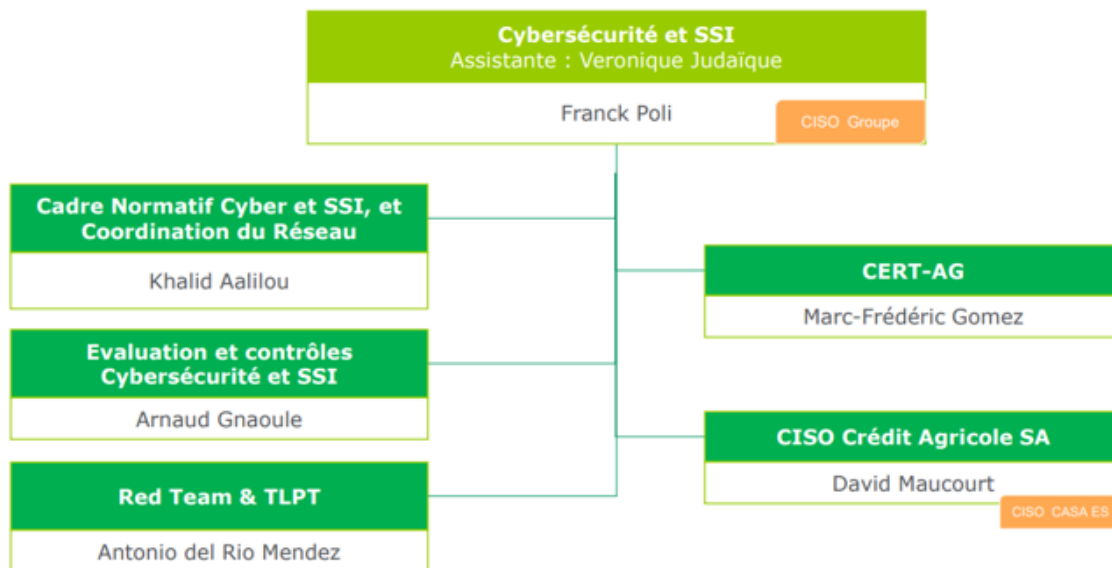 Cybersécurité et SSI
Assistante : Veronique Judaïque
Franck Poli
CISO Groupe
Cadre Normatif Cyber et SSI, et
Coordination du Réseau
Khalid Aalilou
CERT-AG
Marc-Frédéric Gomez
Evaluation et contrôles
Cybersécurité et SSI
Arnaud Gnaoule
CISO Crédit Agricole SA
David Maucourt
CISO CASA ES
Red Team & TLPT
Antonio del Rio Mendez